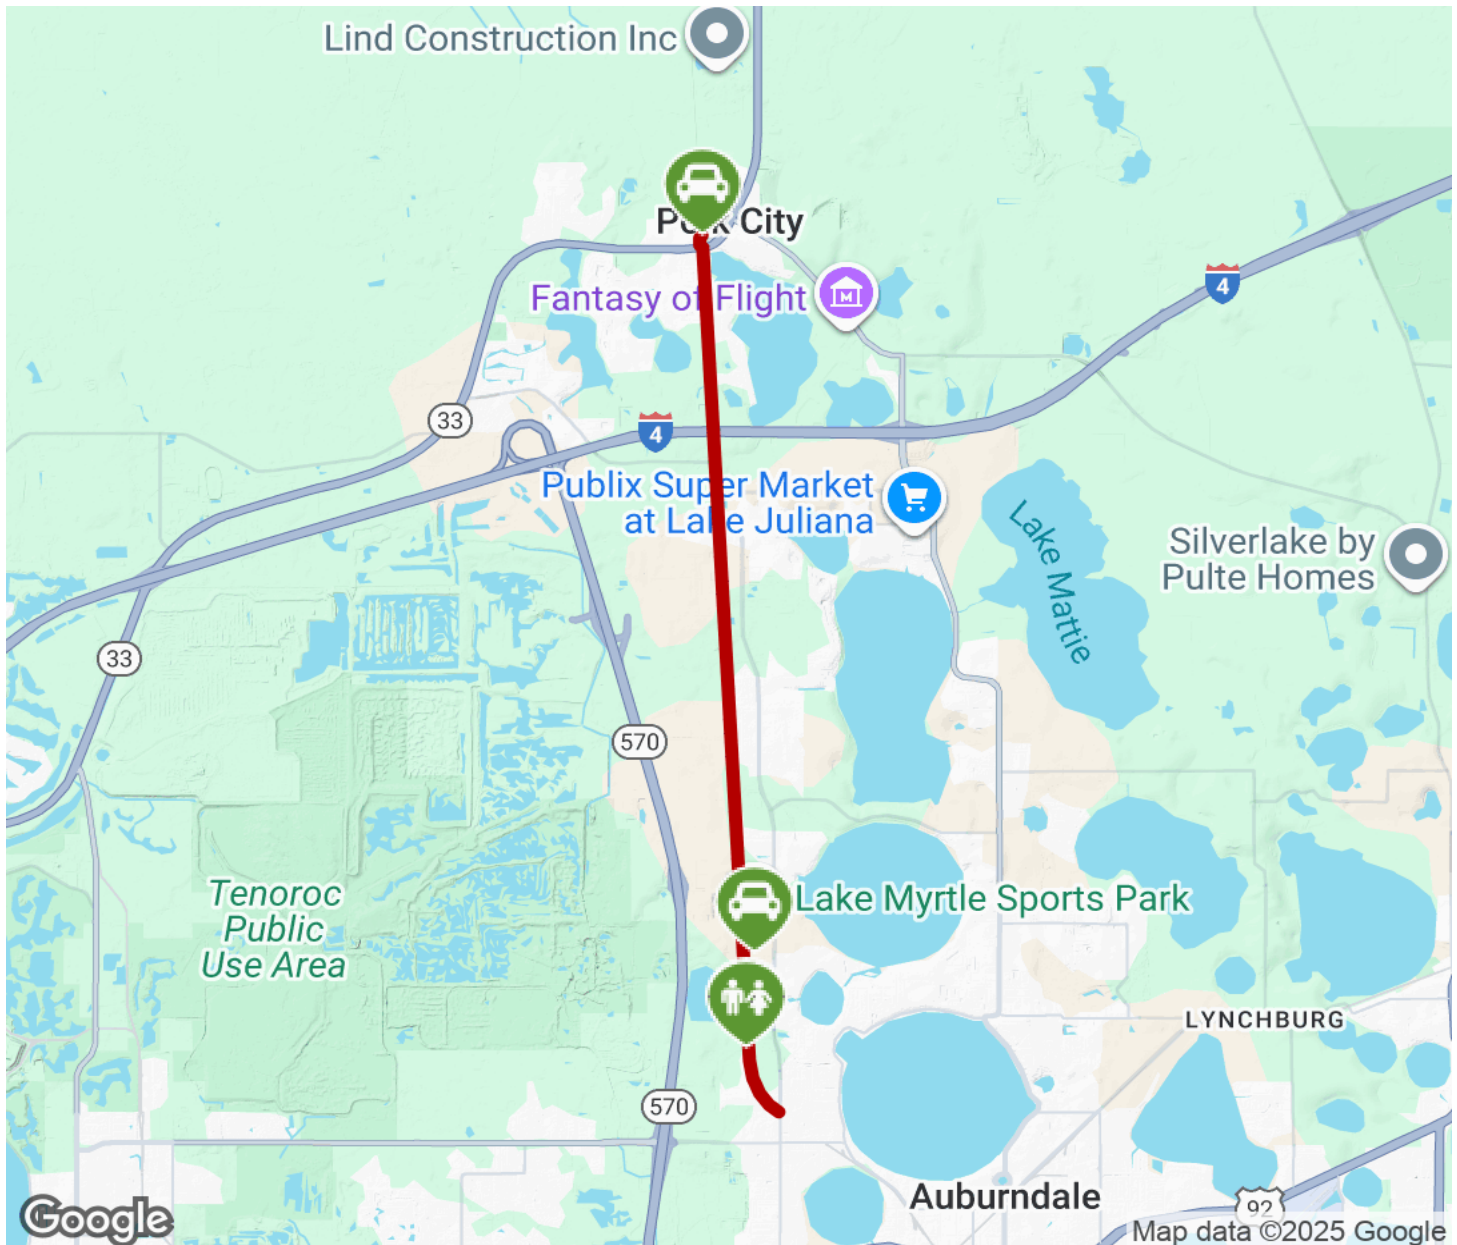 Lind Construction Inc
Polk City
Fantasy of Flight
4
33
4
Publix Super Market
at Lake Juliana
Lake Mattie
Silverlake by
Pulte Homes
33
570
Tenoroc
Public
Use Area
Lake Myrtle Sports Park
LYNCHBURG
570
Auburndale
92
Google
Map data ©2025 Google